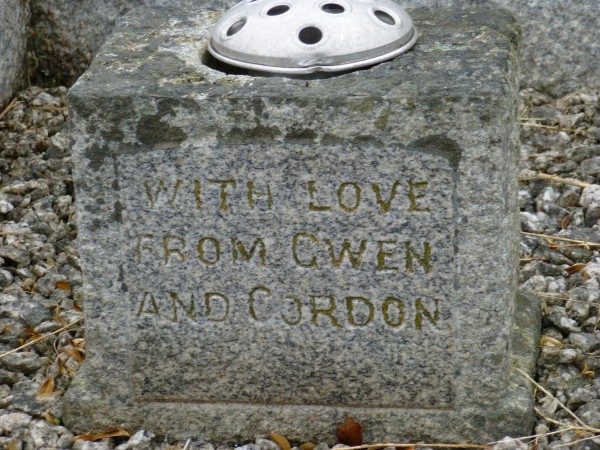 WITH LOVE
FROM GWEN
AND GORDON